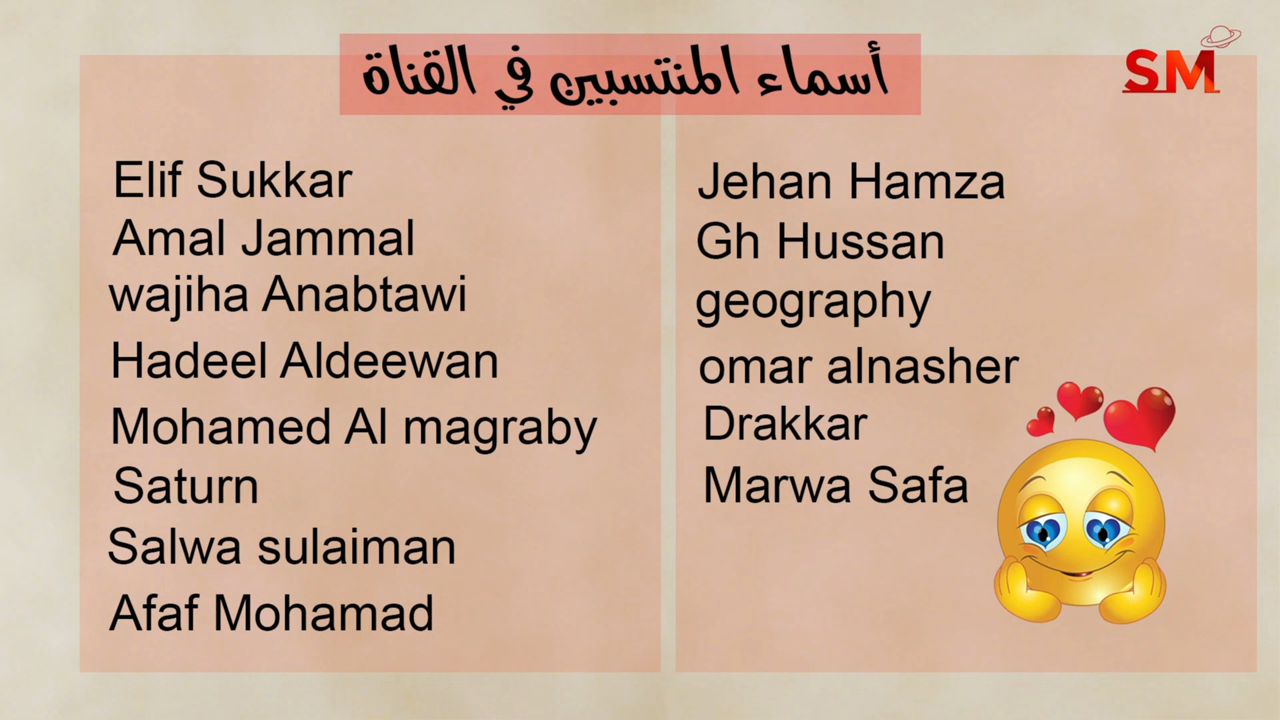 أسماء المنتسبين في القناة
SM
Elif Sukkar
Amal Jammal
wajiha Anabtawi
Hadeel Aldeewan
Mohamed Al magraby
Saturn
Salwa sulaiman
Afaf Mohamad
Jehan Hamza
Gh Hussan
geography
omar alnasher
Drakkar
Marwa Safa